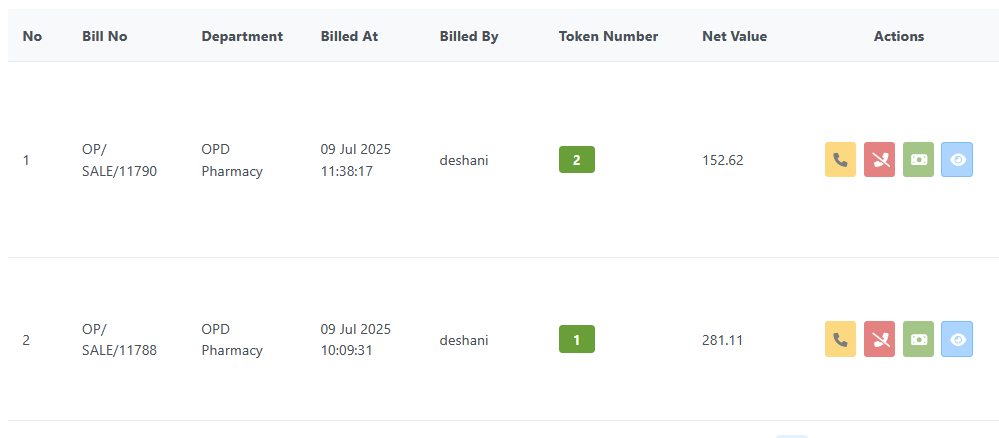 No Bill No Department Billed At Billed By Token Number Net Value Actions
1 OP/ SALE/11790 OPD Pharmacy 09 Jul 2025 11:38:17 deshani 2 152.62
2 OP/ SALE/11788 OPD Pharmacy 09 Jul 2025 10:09:31 deshani 1 281.11